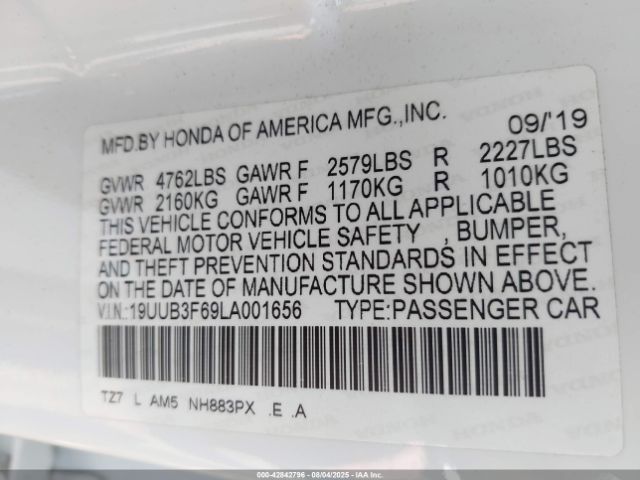 MFD.BY HONDA OF AMERICA MFG.,INC. 09/'19
GVWR 4762LBS GAWR F 2579LBS R 2227LBS
GVWR 2160KG GAWR F 1170KG R 1010KG
THIS VEHICLE CONFORMS TO ALL APPLICABLE
FEDERAL MOTOR VEHICLE SAFETY , BUMPER,
AND THEFT PREVENTION STANDARDS IN EFFECT
ON THE DATE OF MANUFACTURE SHOWN ABOVE.
V.I.N.:19UUB3F69LA001656 TYPE:PASSENGER CAR
TZ7 L AM5 NH883PX .E .A
000-42842796 - 08/04/2025 - IAA Inc.